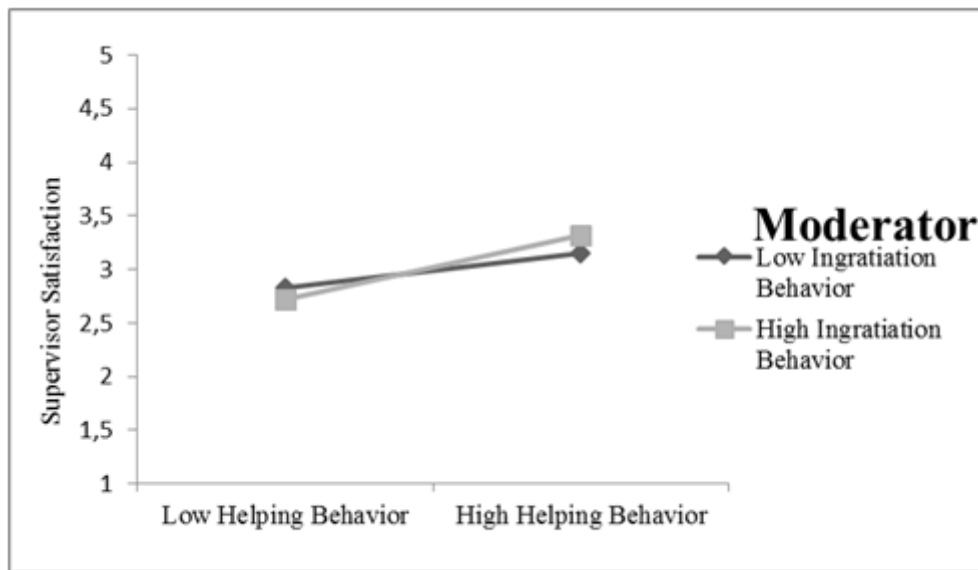 5
4,5
4
3,5
3
2,5
2
1,5
1
Supervisor Satisfaction
Low Helping Behavior
High Helping Behavior
Moderator
Low Ingratiation
Behavior
High Ingratiation
Behavior